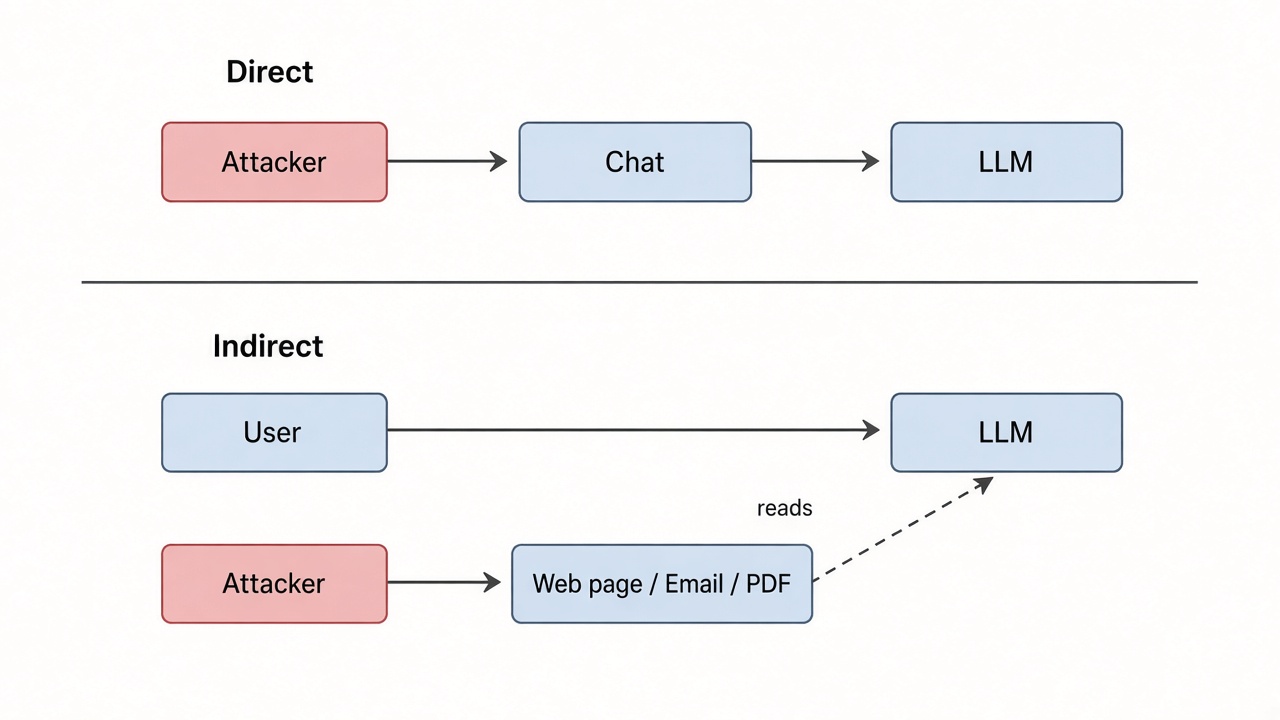 Direct
Attacker
Chat
LLM
Indirect
User
LLM
reads
Attacker
Web page / Email / PDF